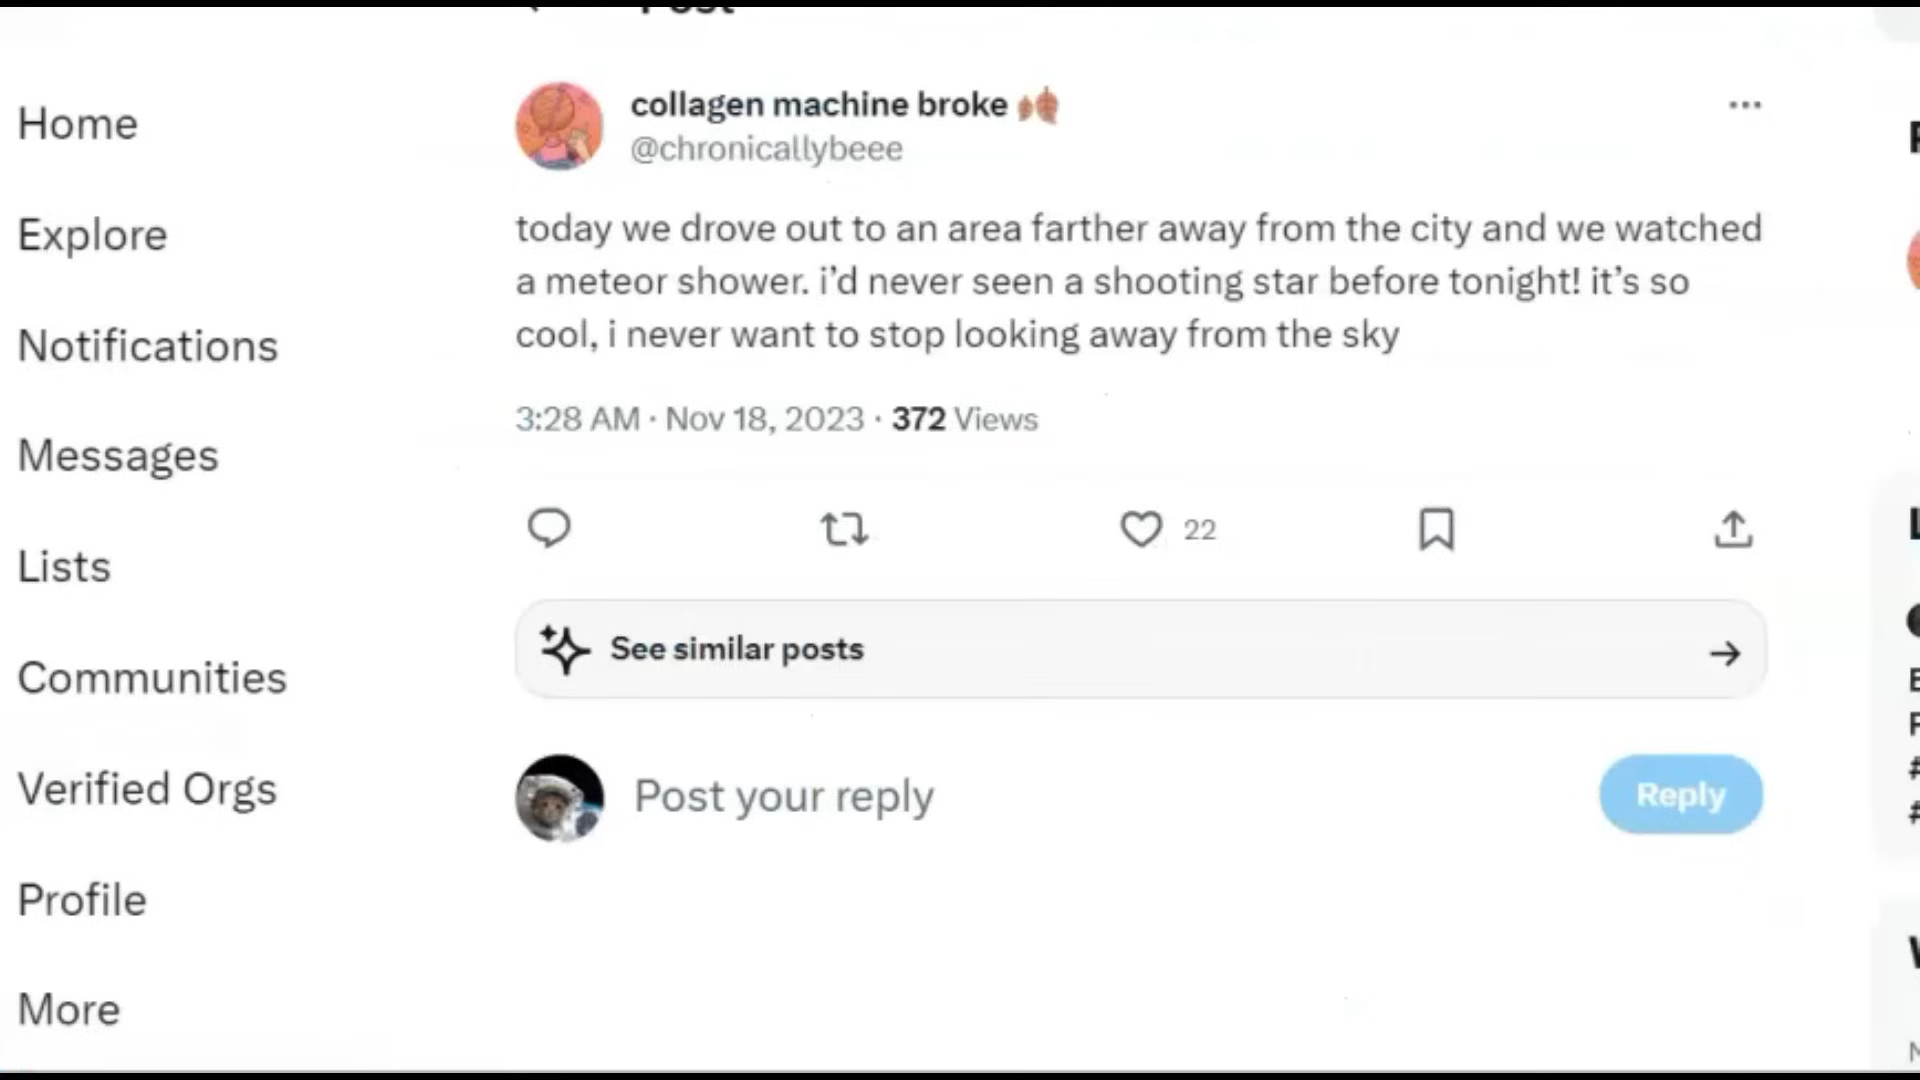 Post
Home
Explore
Notifications
Messages
Lists
Communities
Verified Orgs
Profile
More
collagen machine broke 🍂
@chronicallybeee
today we drove out to an area farther away from the city and we watched
a meteor shower. i’d never seen a shooting star before tonight! it’s so
cool, i never want to stop looking away from the sky
3:28 AM · Nov 18, 2023 · 372 Views
22
See similar posts
Post your reply
Reply